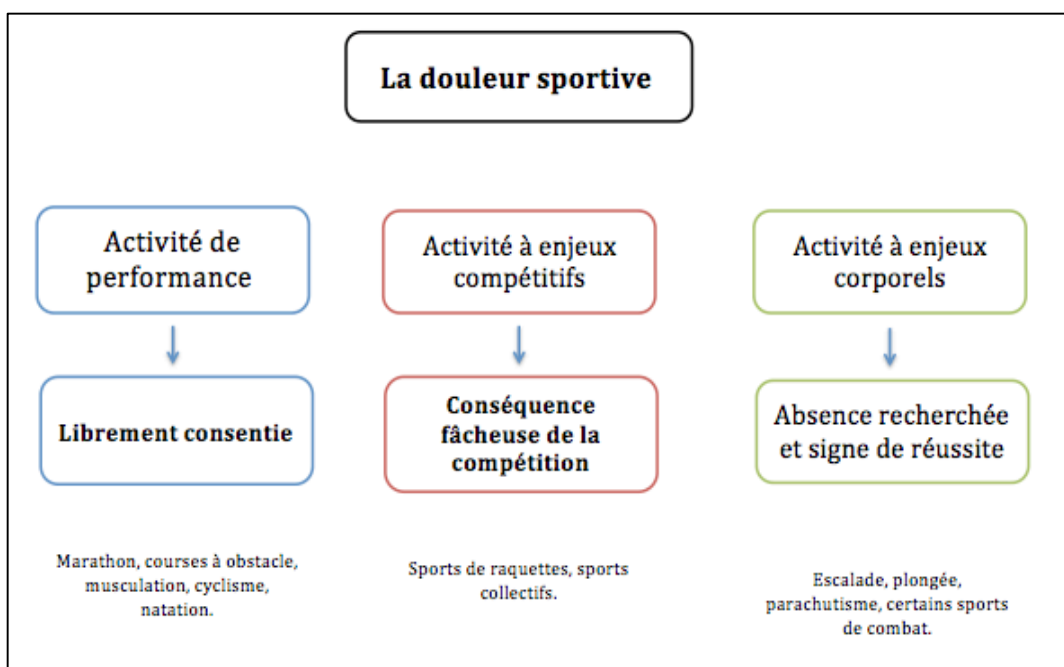 La douleur sportive
Activité de
performance
Librement consentie
Marathon, courses à obstacle,
musculation, cyclisme,
natation.
Activité à enjeux
compétitifs
Conséquence
fâcheuse de la
compétition
Sports de raquettes, sports
collectifs.
Activité à enjeux
corporels
Absence recherchée
et signe de réussite
Escalade, plongée,
parachutisme, certains sports
de combat.